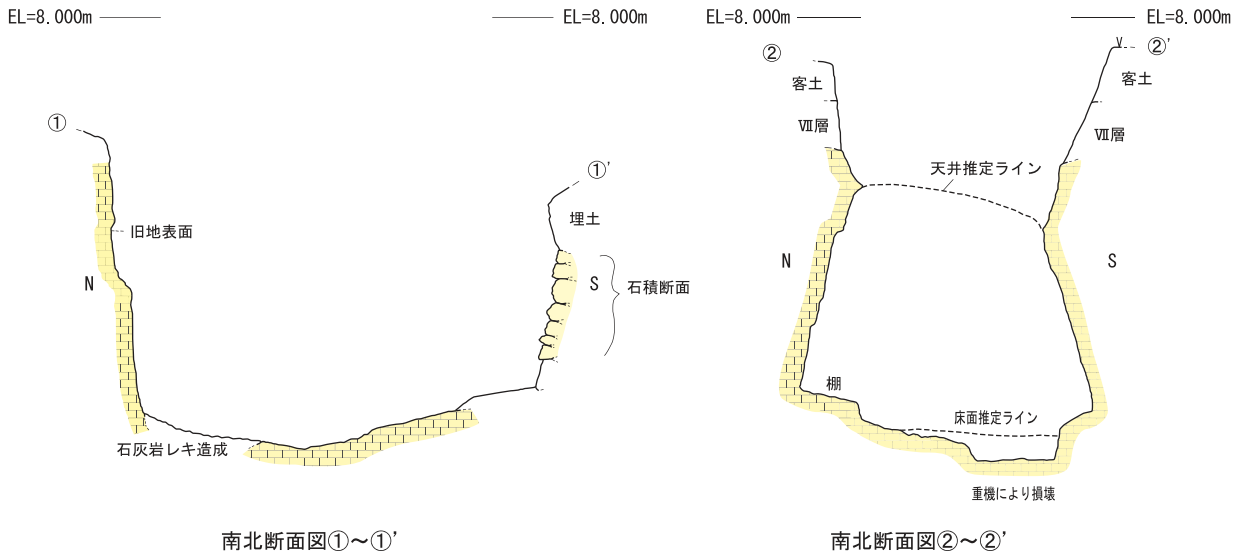 EL=8.000m
EL=8.000m
①
①'
旧地表面
埋土
N
S
石積断面
石灰岩レキ造成
南北断面図①～①'
EL=8.000m
EL=8.000m
②
②'
客土
客土
Ⅶ層
Ⅶ層
天井推定ライン
N
S
棚
床面推定ライン
重機により損壊
南北断面図②～②'